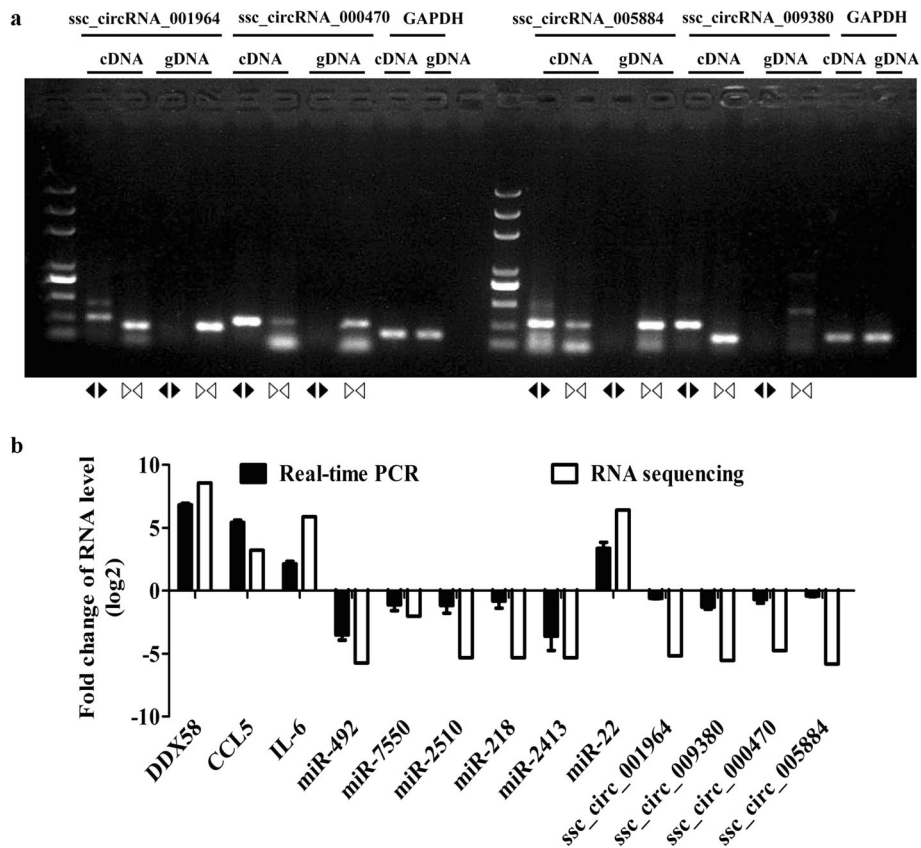 a
ssc_circRNA_001964 ssc_circRNA_000470 GAPDH ssc_circRNA_005884 ssc_circRNA_009380 GAPDH
cDNA gDNA cDNA gDNA cDNA gDNA cDNA gDNA cDNA gDNA cDNA gDNA
b
Real-time PCR RNA sequencing
Fold change of RNA level
(log2)
10
5
0
-5
-10
DDX58
CCL5
IL-6
miR-492
miR-7550
miR-2510
miR-218
miR-2413
miR-22
ssc_circ_001964
ssc_circ_009380
ssc_circ_000470
ssc_circ_005884